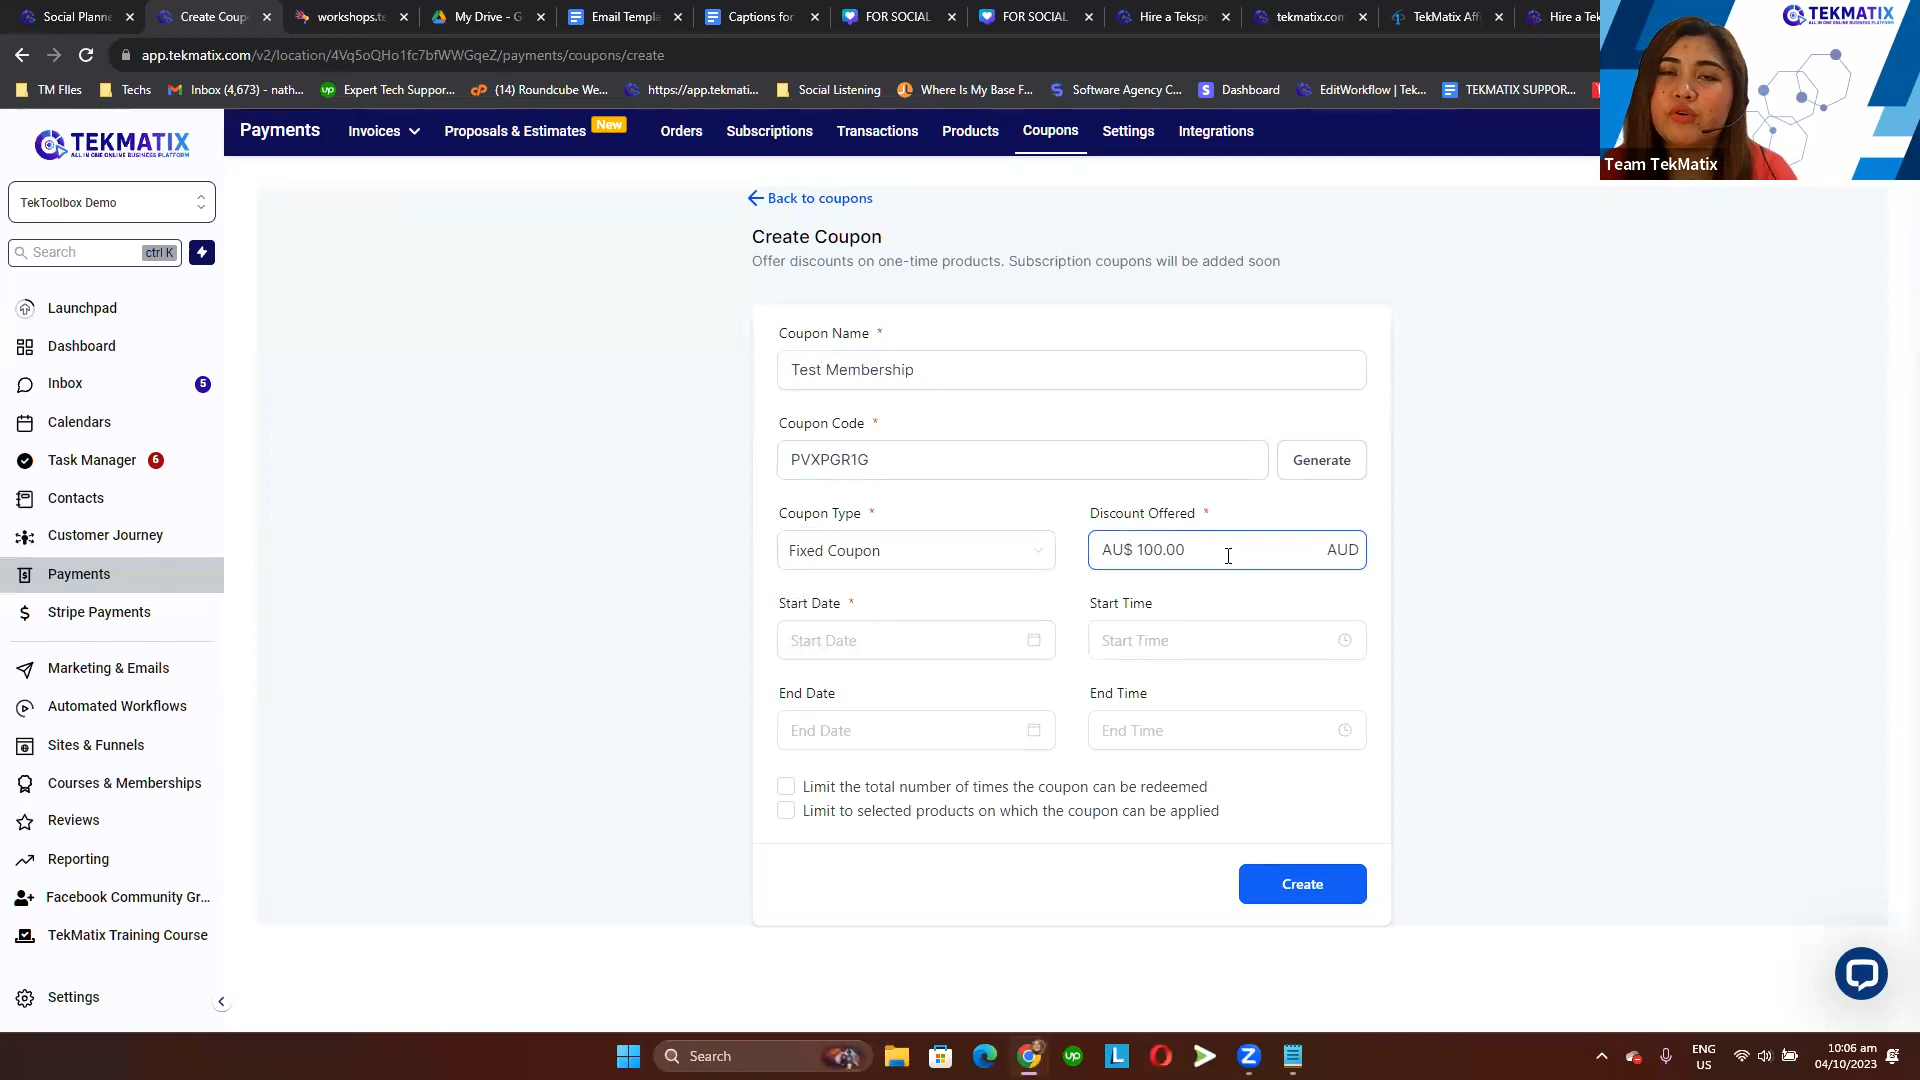 Social Planne
Create Coupo
workshops.te
My Drive - G
Email Templa
Captions for
FOR SOCIAL
FOR SOCIAL
Hire a Tekspe
tekmatix.con
TekMatix Aff
Hire a Tek
app.tekmatix.com/v2/location/4Vq5oQHo1fc7bfWWGqeZ/payments/coupons/create
TM FIles
Techs
Inbox (4,673) - nath...
Expert Tech Suppor...
(14) Roundcube We...
https://app.tekmati...
Social Listening
Where Is My Base F...
Software Agency C...
Dashboard
EditWorkflow | Tek...
TEKMATIX SUPPOR...
TEKMATIX
ALL IN ONE ONLINE BUSINESS PLATFORM
Team TekMatix
TEKMATIX
ALL IN ONE ONLINE BUSINESS PLATFORM
Payments
Invoices
Proposals & Estimates
New
Orders
Subscriptions
Transactions
Products
Coupons
Settings
Integrations
TekToolbox Demo
Search
ctrl K
Launchpad
Dashboard
Inbox
5
Calendars
Task Manager
6
Contacts
Customer Journey
Payments
Stripe Payments
Marketing & Emails
Automated Workflows
Sites & Funnels
Courses & Memberships
Reviews
Reporting
Facebook Community Gr...
TekMatix Training Course
Settings
Back to coupons
Create Coupon
Offer discounts on one-time products. Subscription coupons will be added soon
Coupon Name *
Test Membership
Coupon Code *
PVXPGR1G
Generate
Coupon Type *
Discount Offered *
Fixed Coupon
AU$ 100.00
AUD
Start Date *
Start Time
Start Date
Start Time
End Date
End Time
End Date
End Time
Limit the total number of times the coupon can be redeemed
Limit to selected products on which the coupon can be applied
Create
Search
ENG
US
10:06 am
04/10/2023